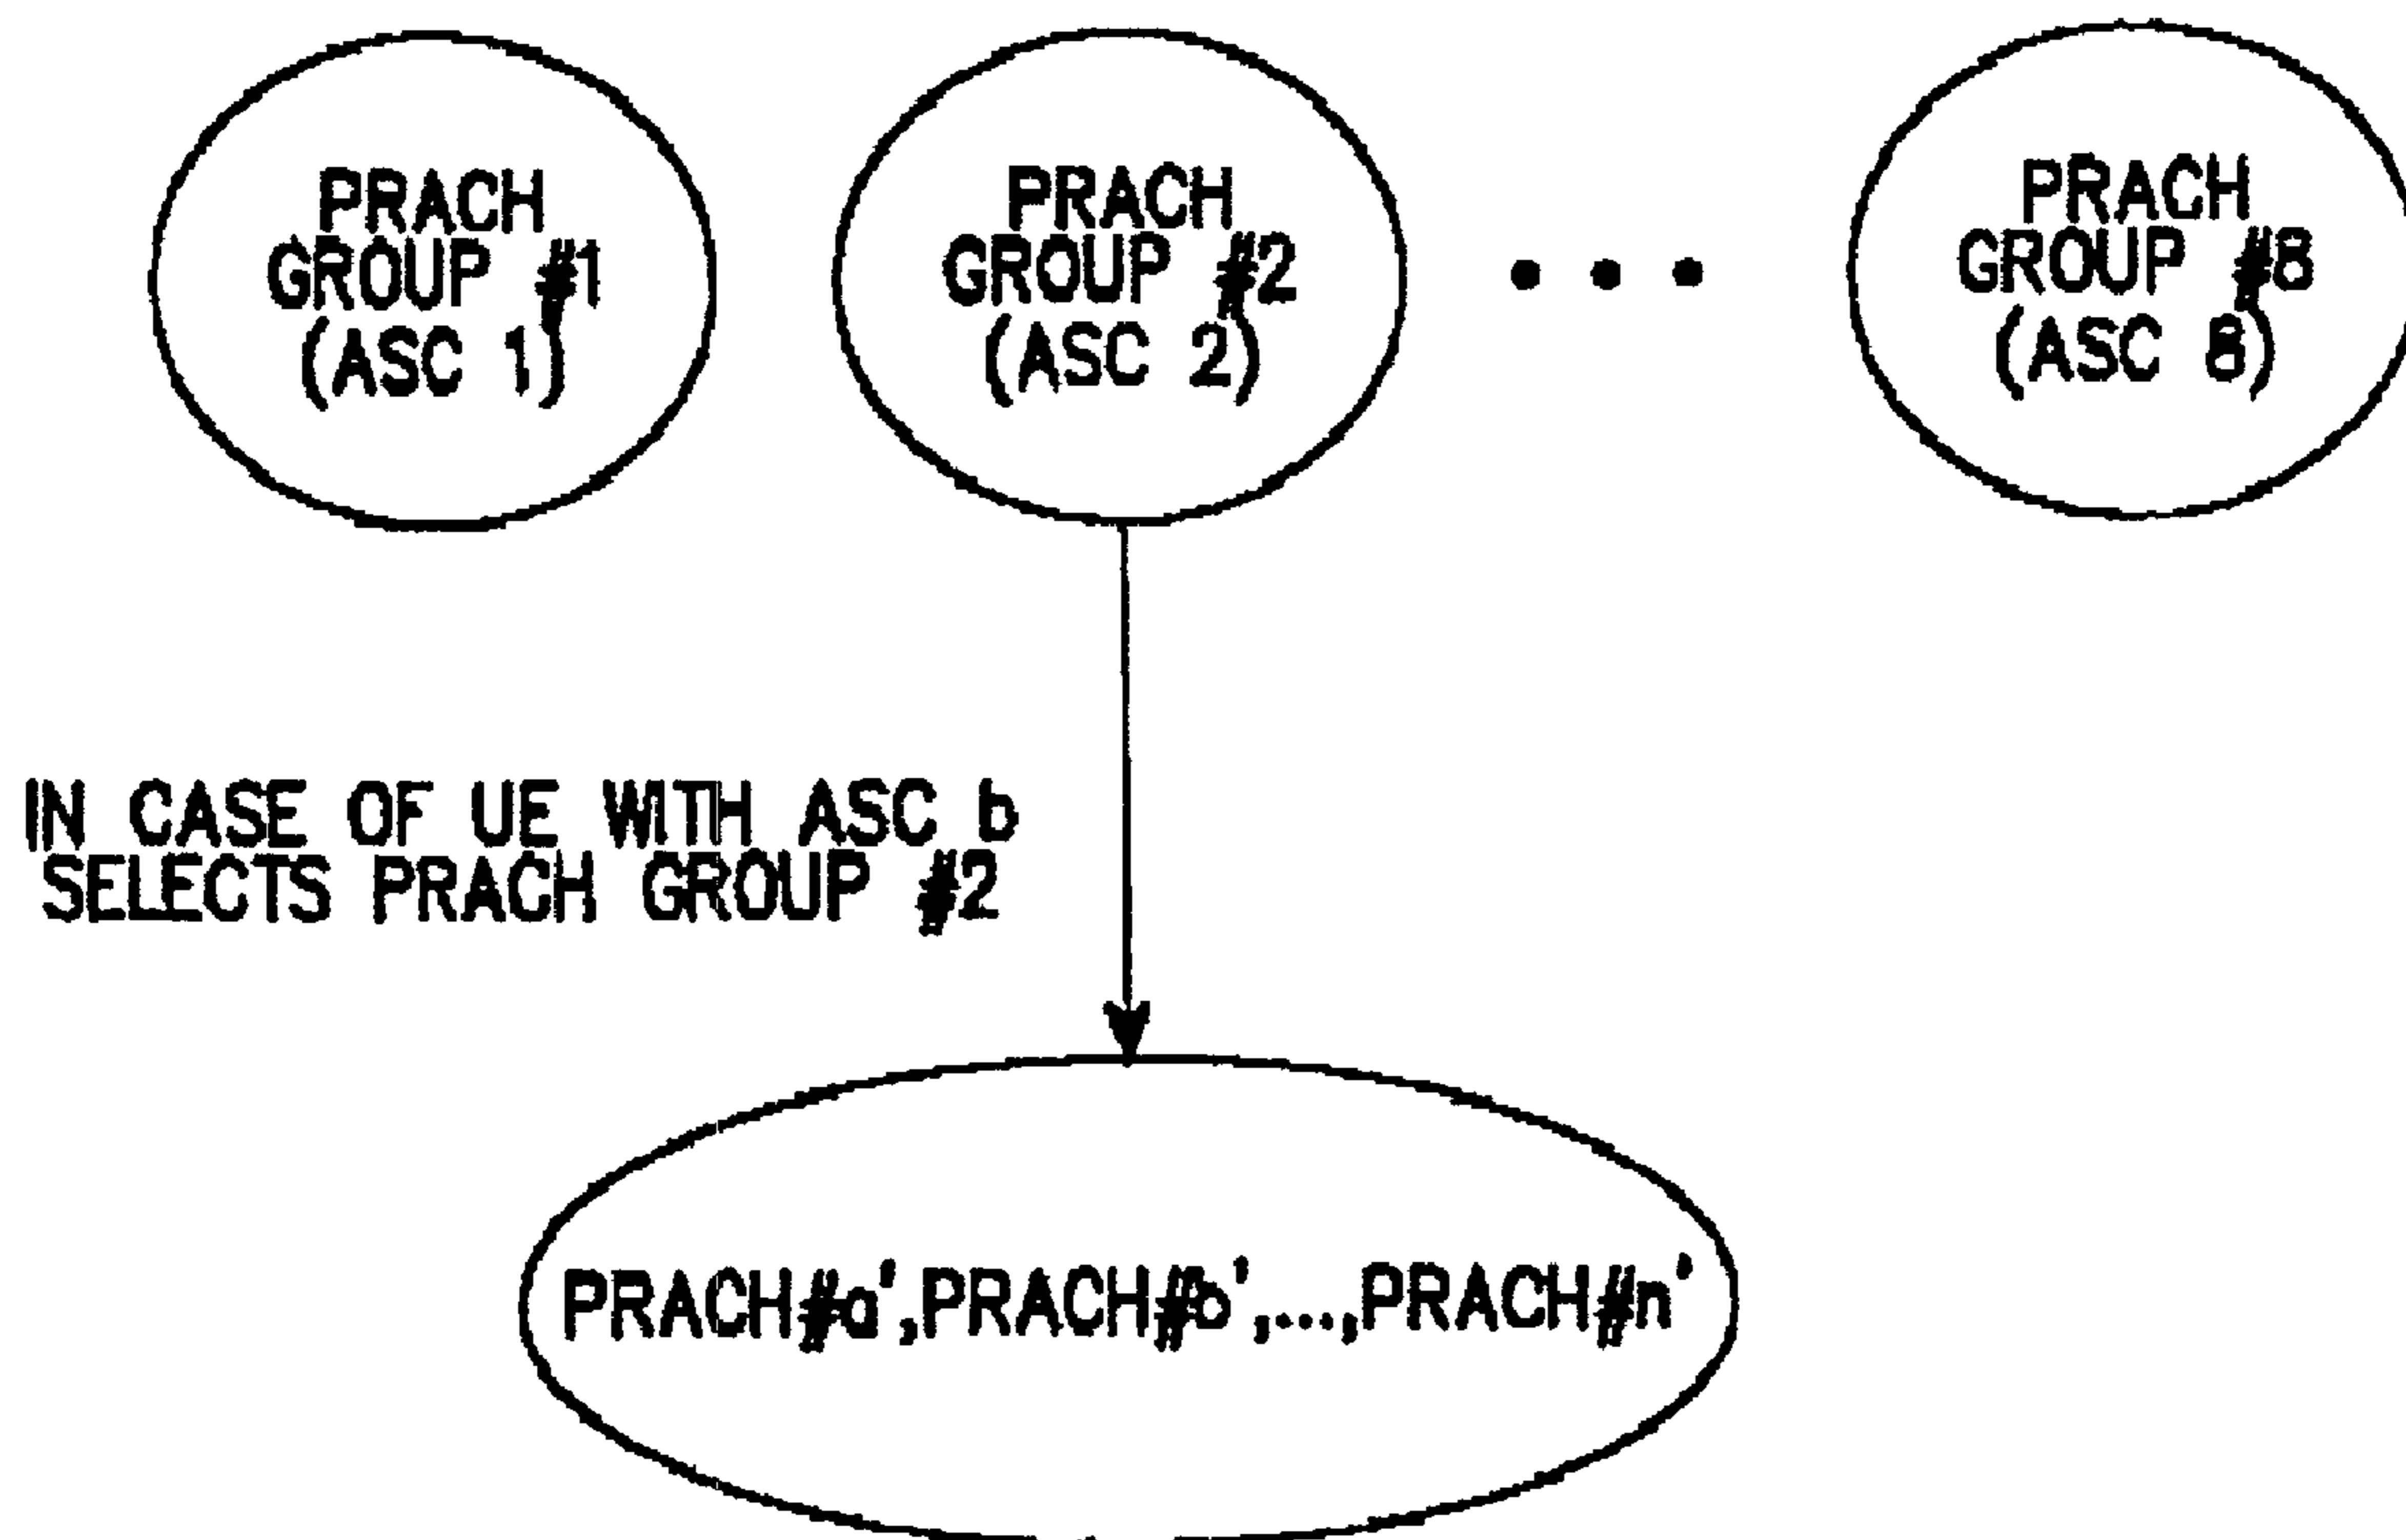 PRACH
GROUP #1
(ASC 1)
PRACH
GROUP #2
(ASC 2)
• • •
PRACH
GROUP #8
(ASC 8)
IN CASE OF UE WITH ASC b
SELECTS PRACH GROUP #2
PRACH#a',PRACH#b',...,PRACH#n'